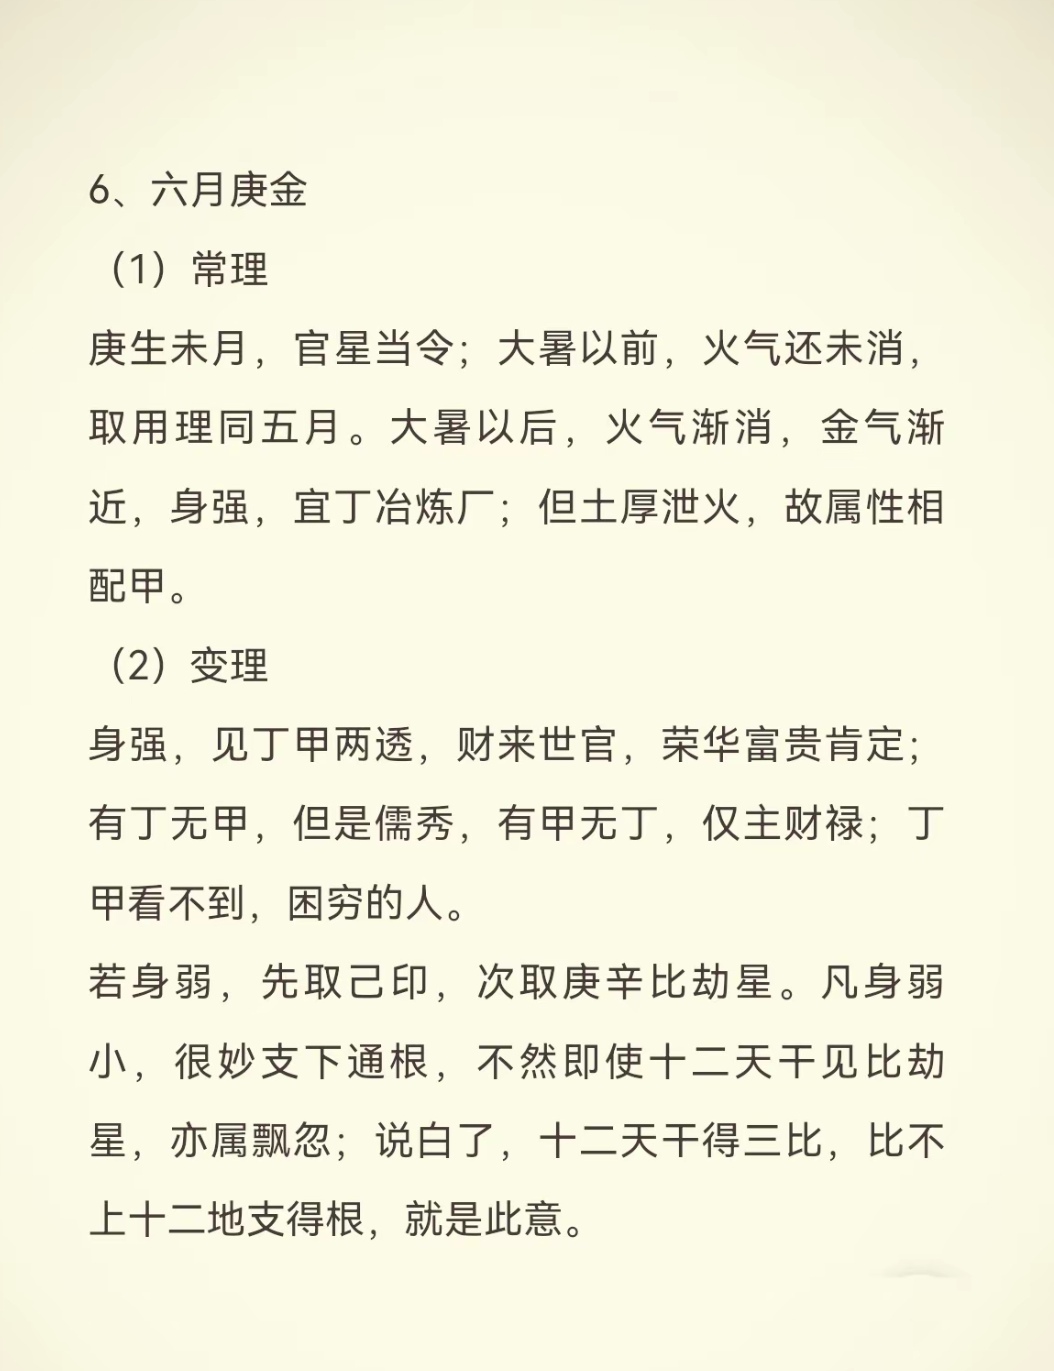 6、六月庚金
（1）常理
庚生未月，官星当令；大暑以前，火气还未消，
取用理同五月。大暑以后，火气渐消，金气渐
近，身强，宜丁冶炼厂；但土厚泄火，故属性相
配甲。
（2）变理
身强，见丁甲两透，财来世官，荣华富贵肯定；
有丁无甲，但是儒秀，有甲无丁，仅主财禄；丁
甲看不到，困穷的人。
若身弱，先取己印，次取庚辛比劫星。凡身弱
小，很妙支下通根，不然即使十二天干见比劫
星，亦属飘忽；说白了，十二天干得三比，比不
上十二地支得根，就是此意。